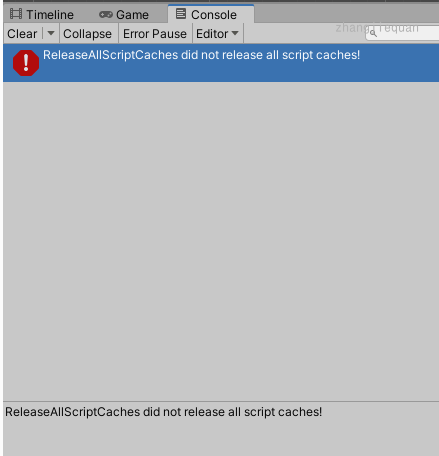 Timeline Game Console
Clear Collapse Error Pause Editor
ReleaseAllScriptCaches did not release all script caches!
ReleaseAllScriptCaches did not release all script caches!